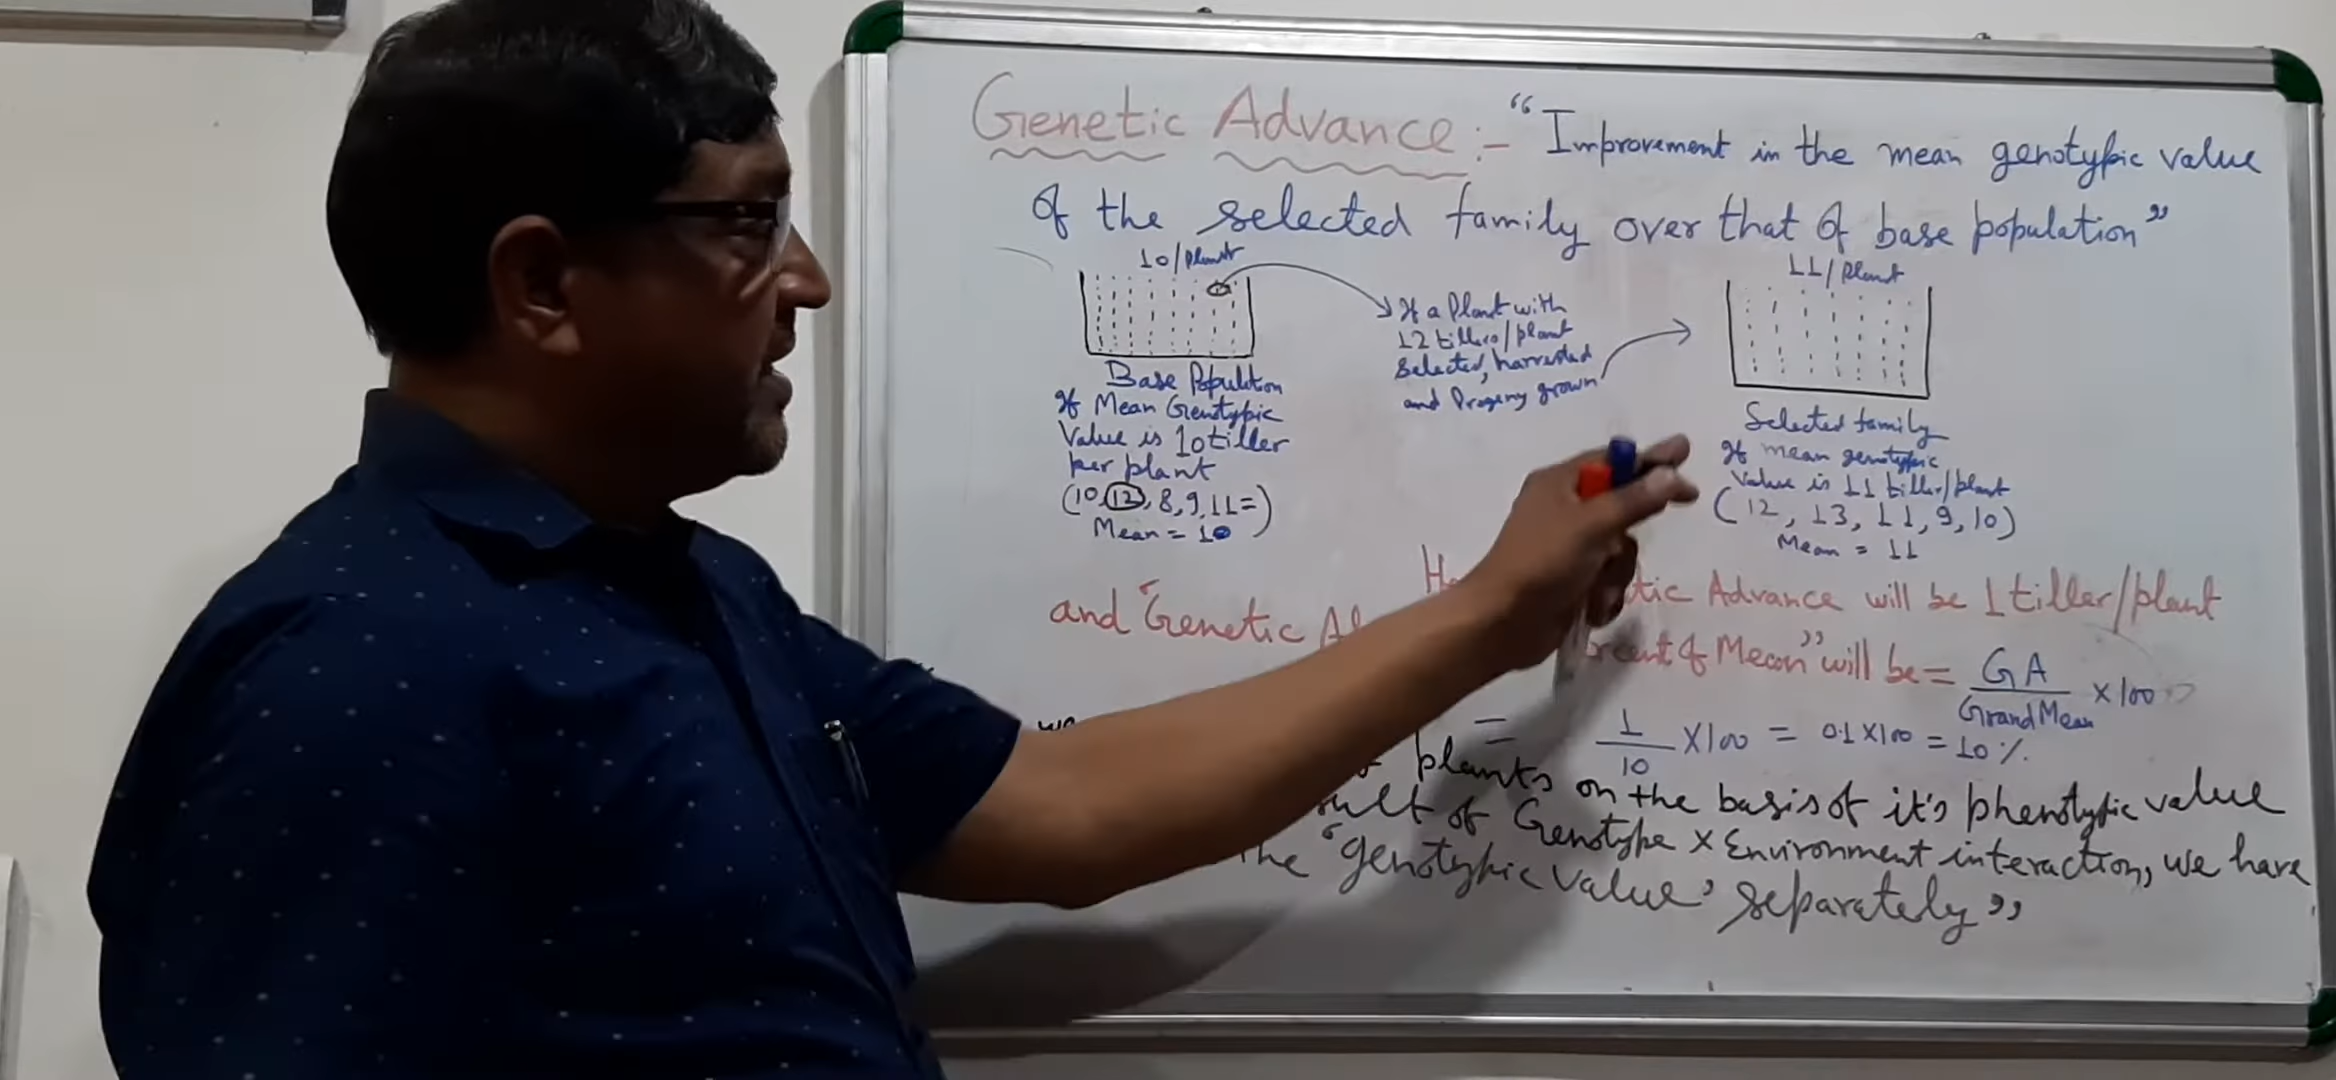 Genetic Advance :- "Improvement in the mean genotypic value
of the selected family over that of base population"
10/plant
Base Population
If Mean Genotypic
Value is 10 tiller
per plant
(10, 12, 8, 9, 11 = )
Mean = 10
If a Plant with
12 tillers/plant
Selected, harvested
and Progeny grown
11/plant
Selected family
If mean genotypic
Value is 11 tiller/plant
(12, 13, 11, 9, 10)
Mean = 11
Advance will be 1 tiller/plant
and "Genetic of Mean" will be = GA / Grand Mean × 100
= 1/10 × 100 = 0.1 × 100 = 10 %.
plants on the basis of it's phenotypic value
of Genotype × Environment interaction, we have
the 'genotypic value' separately"